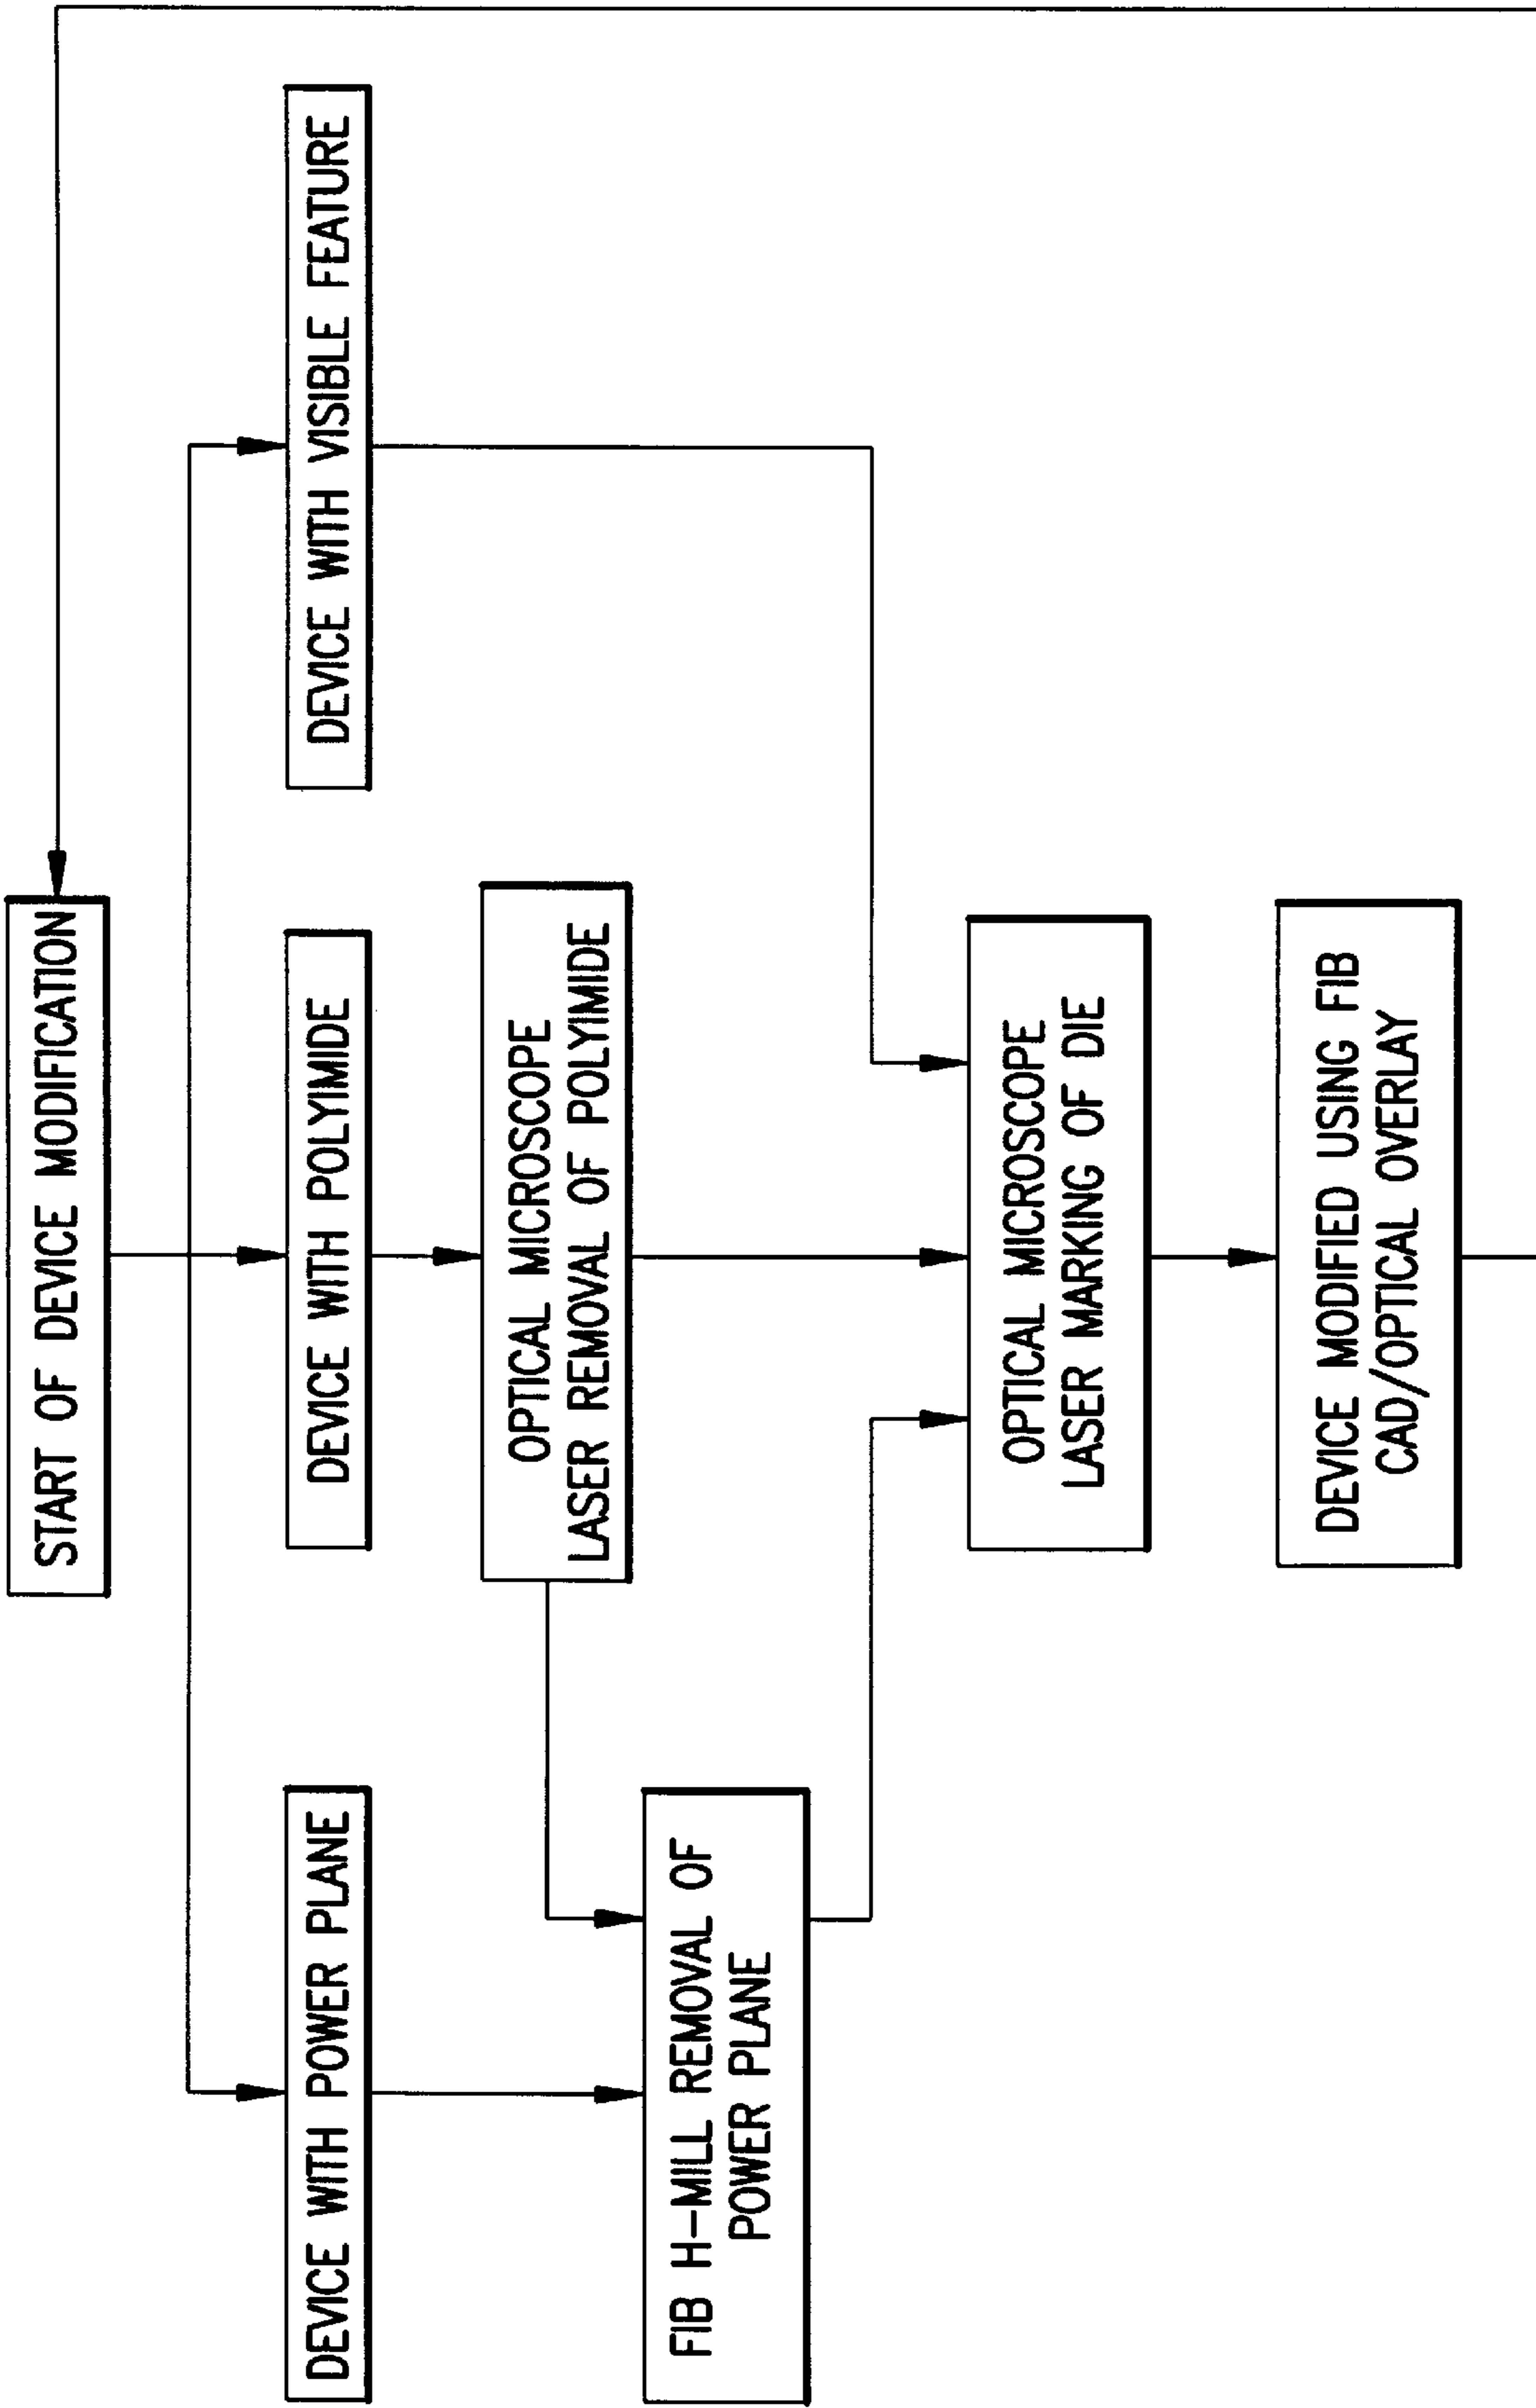 START OF DEVICE MODIFICATION
DEVICE WITH POWER PLANE
DEVICE WITH POLYIMIDE
DEVICE WITH VISIBLE FEATURE
OPTICAL MICROSCOPE
LASER REMOVAL OF POLYIMIDE
FIB H-MILL REMOVAL OF
POWER PLANE
OPTICAL MICROSCOPE
LASER MARKING OF DIE
DEVICE MODIFIED USING FIB
CAD/OPTICAL OVERLAY